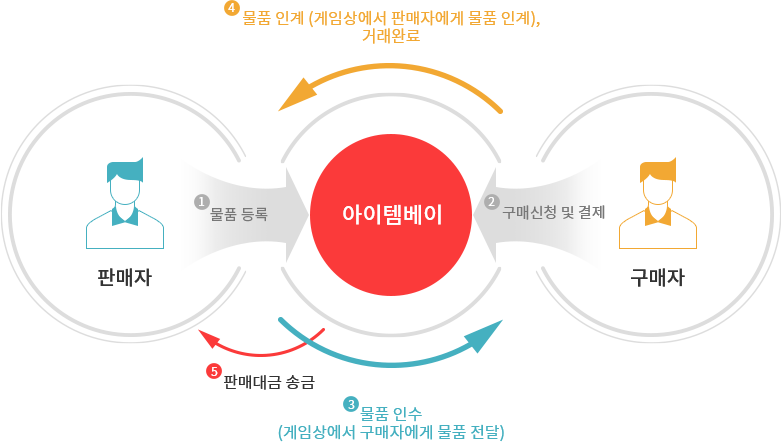 4 물품 인계 (게임상에서 판매자에게 물품 인계),
거래완료
1 물품 등록
아이템베이
2 구매신청 및 결제
판매자
구매자
5 판매대금 송금
3 물품 인수
(게임상에서 구매자에게 물품 전달)